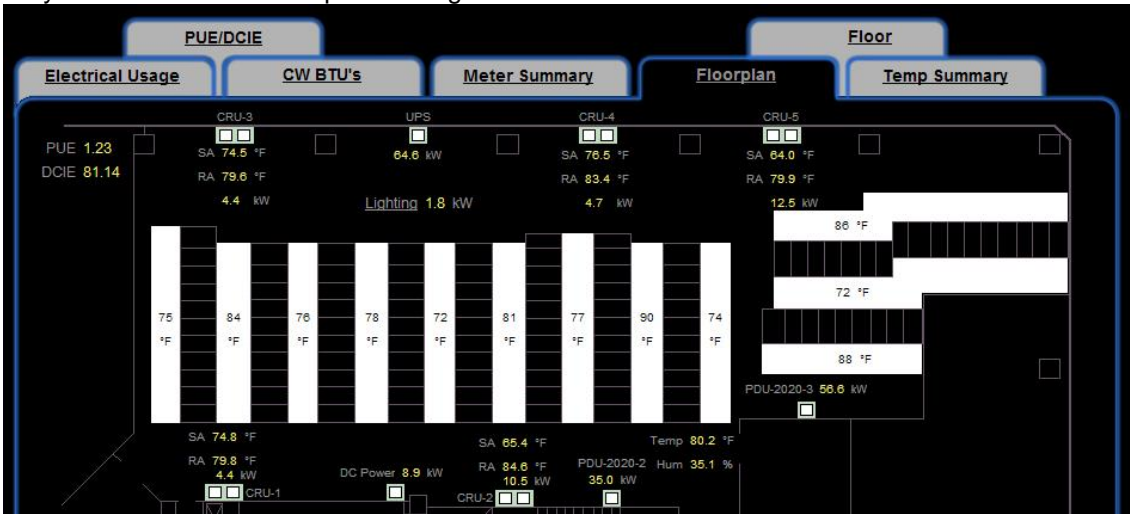 PUE/DCIE
Floor
Electrical Usage
CW BTU's
Meter Summary
Floorplan
Temp Summary
PUE 1.23
DCIE 81.14
CRU-3
SA 74.5 °F
RA 79.6 °F
4.4 kW
UPS
64.6 kW
Lighting 1.8 kW
CRU-4
SA 76.5 °F
RA 83.4 °F
4.7 kW
CRU-5
SA 64.0 °F
RA 79.9 °F
12.5 kW
86 °F
72 °F
88 °F
75 °F
84 °F
76 °F
78 °F
72 °F
81 °F
77 °F
90 °F
74 °F
PDU-2020-3 56.6 kW
SA 74.8 °F
RA 79.8 °F
4.4 kW
CRU-1
DC Power 8.9 kW
SA 65.4 °F
RA 84.6 °F
10.5 kW
CRU-2
PDU-2020-2
35.0 kW
Temp 80.2 °F
Hum 35.1 %